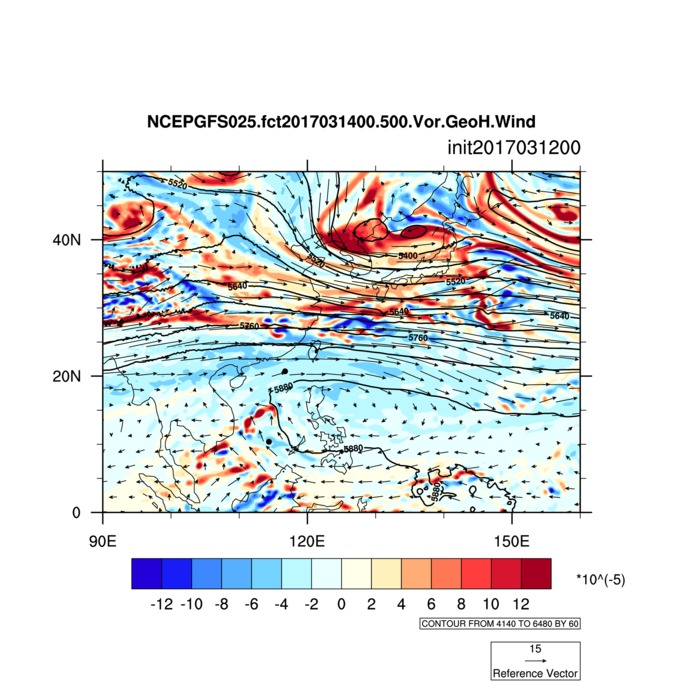 NCEPGFS025.fct2017031400.500.Vor.GeoH.Wind
init2017031200
5520
40N
5400
5520
5520
5640
5640
5640
5760
5760
20N
5880
5880
5880
0
90E 120E 150E
-12 -10 -8 -6 -4 -2 0 2 4 6 8 10 12
*10^(-5)
CONTOUR FROM 4140 TO 6480 BY 60
15
Reference Vector